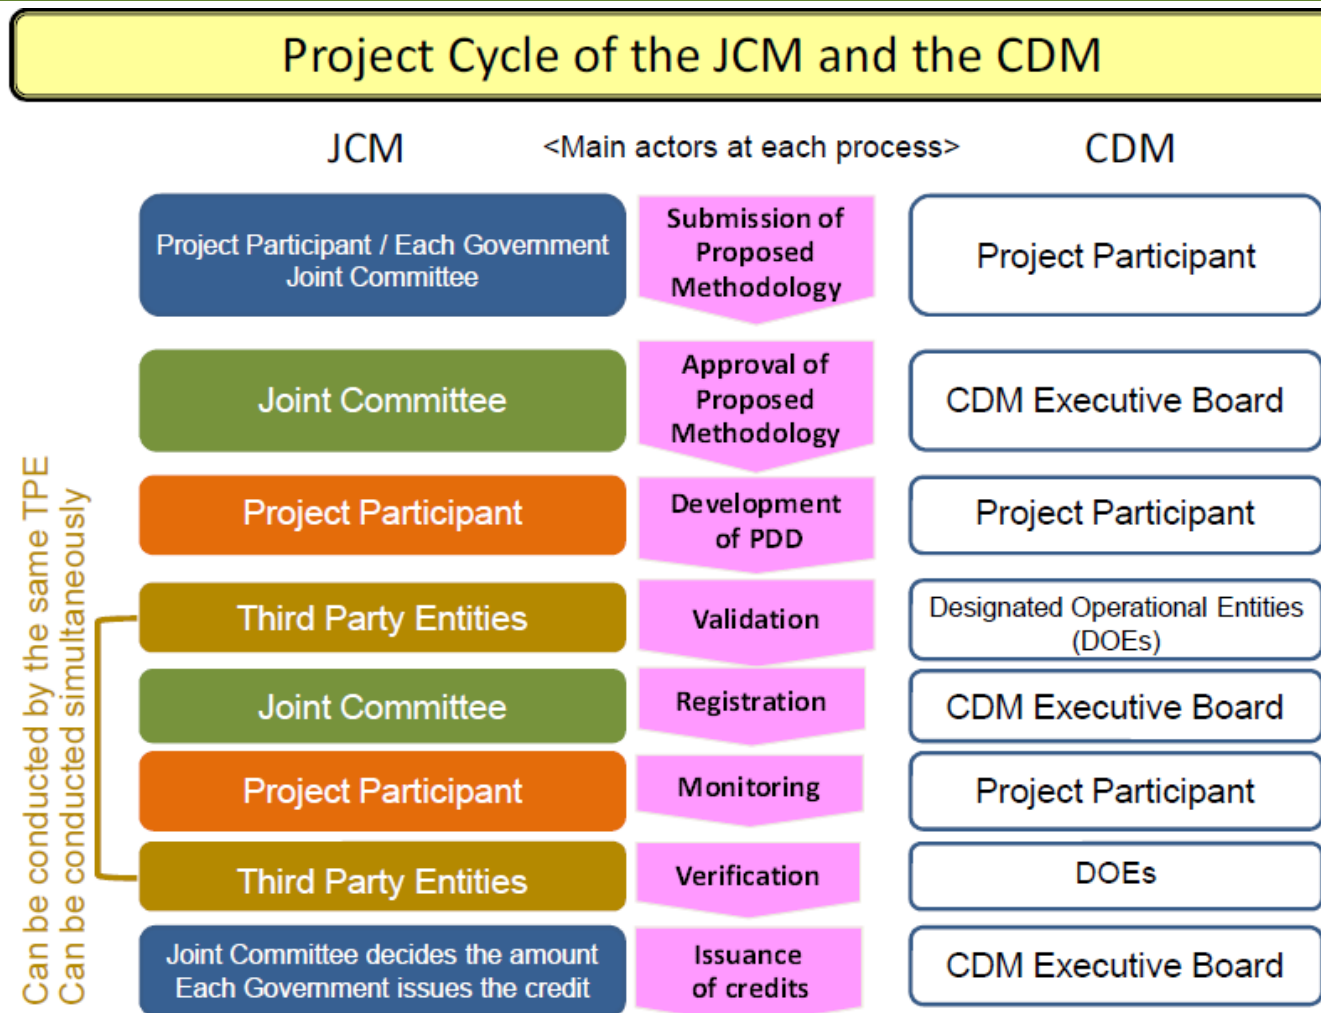 Project Cycle of the JCM and the CDM
JCM
<Main actors at each process>
CDM
Project Participant / Each Government
Joint Committee
Submission of
Proposed
Methodology
Project Participant
Joint Committee
Approval of
Proposed
Methodology
CDM Executive Board
Project Participant
Development
of PDD
Project Participant
Third Party Entities
Validation
Designated Operational Entities
(DOEs)
Joint Committee
Registration
CDM Executive Board
Project Participant
Monitoring
Project Participant
Third Party Entities
Verification
DOEs
Joint Committee decides the amount
Each Government issues the credit
Issuance
of credits
CDM Executive Board
Can be conducted by the same TPE
Can be conducted simultaneously